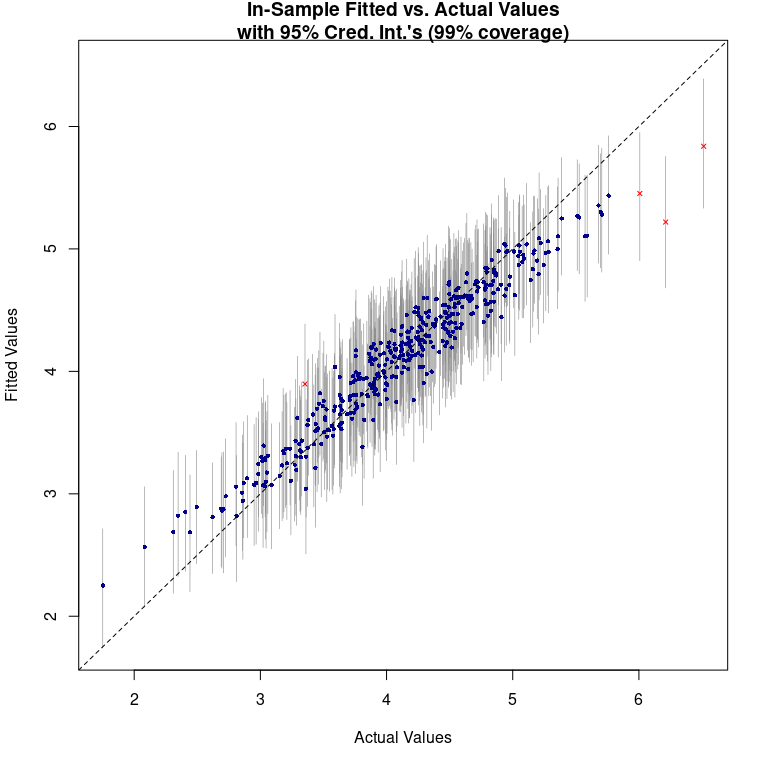 In-Sample Fitted vs. Actual Values
with 95% Cred. Int.'s (99% coverage)
Fitted Values
6
5
4
3
2
2 3 4 5 6
Actual Values